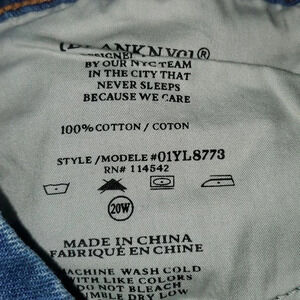 [BLANKNYC]®
DESIGNED
BY OUR NYC TEAM
IN THE CITY THAT
NEVER SLEEPS
BECAUSE WE CARE
100% COTTON / COTON
STYLE / MODELE #01YL8773
RN# 114542
20W
MADE IN CHINA
FABRIQUÉ EN CHINE
MACHINE WASH COLD
WITH LIKE COLORS
DO NOT BLEACH
TUMBLE DRY LOW